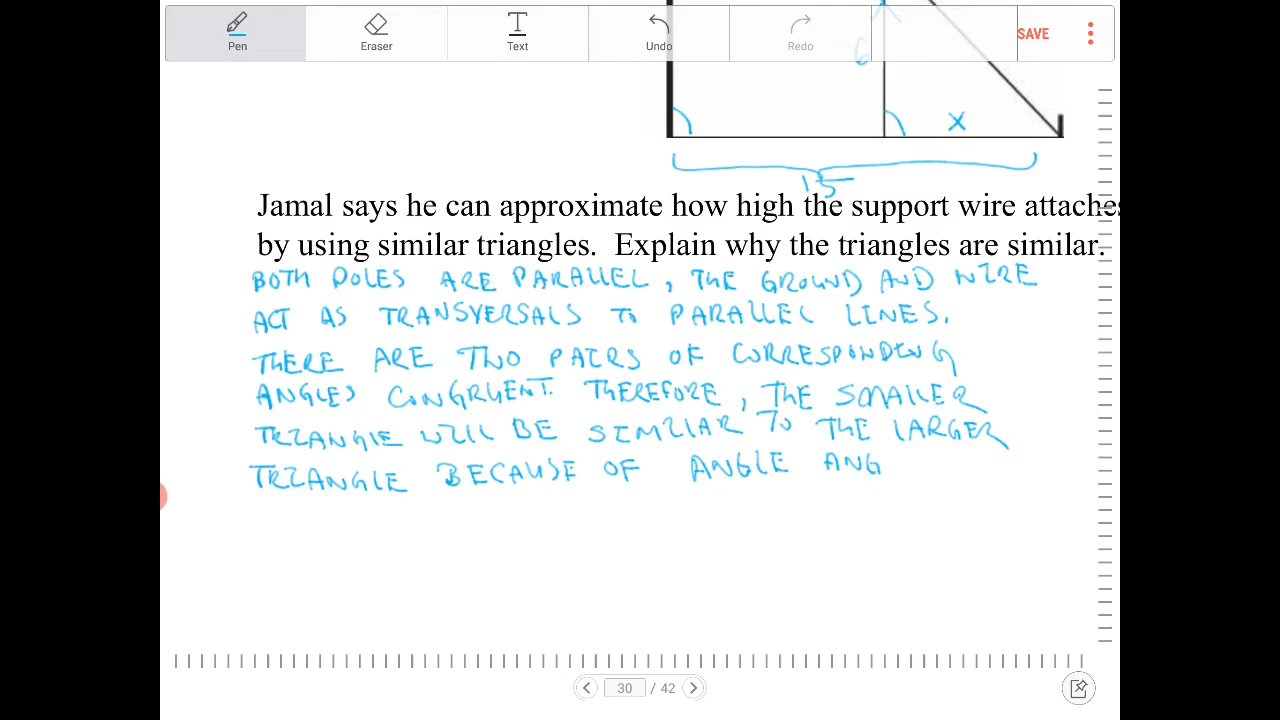 Pen
Eraser
Text
Undo
Redo
SAVE
6
x
15
Jamal says he can approximate how high the support wire attaches
by using similar triangles. Explain why the triangles are similar.
BOTH POLES ARE PARALLEL, THE GROUND AND WIRE
ACT AS TRANSVERSALS TO PARALLEL LINES.
THERE ARE TWO PAIRS OF CORRESPONDING
ANGLES CONGRUENT. THEREFORE, THE SMALLER
TRIANGLE WILL BE SIMILAR TO THE LARGER
TRIANGLE BECAUSE OF ANGLE ANG
30 / 42